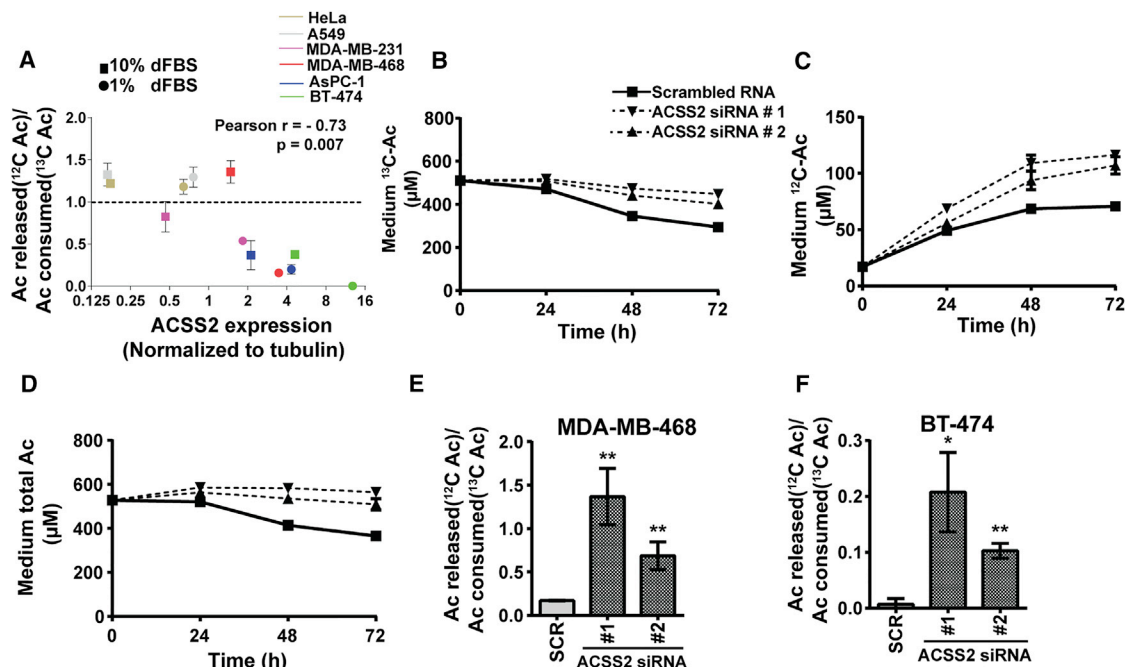 HeLa
A549
MDA-MB-231
MDA-MB-468
AsPC-1
BT-474
A
10% dFBS
1% dFBS
Pearson r = - 0.73
p = 0.007
Ac released(¹²C Ac)/
Ac consumed(¹³C Ac)
2.0
1.5
1.0
0.5
0.0
0.125 0.25 0.5 1 2 4 8 16
ACSS2 expression
(Normalized to tubulin)
B
Scrambled RNA
ACSS2 siRNA # 1
ACSS2 siRNA # 2
Medium ¹³C-Ac
(µM)
800
600
400
200
0
0 24 48 72
Time (h)
C
Medium ¹²C-Ac
(µM)
150
100
50
0
0 24 48 72
Time (h)
D
Medium total Ac
(µM)
800
600
400
200
0
0 24 48 72
Time (h)
E
MDA-MB-468
Ac released(¹²C Ac)/
Ac consumed(¹³C Ac)
2.0
1.5
1.0
0.5
0.0
**
**
SCR
#1
#2
ACSS2 siRNA
F
BT-474
Ac released(¹²C Ac)/
Ac consumed(¹³C Ac)
0.3
0.2
0.1
0.0
*
**
SCR
#1
#2
ACSS2 siRNA